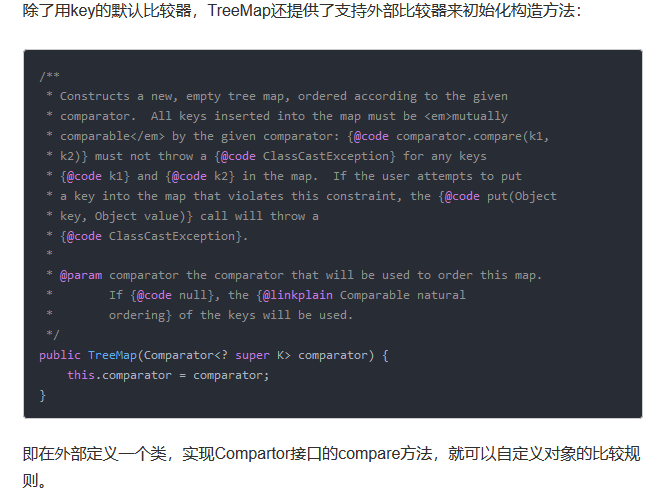 除了用key的默认比较器，TreeMap还提供了支持外部比较器来初始化构造方法：
/**
 * Constructs a new, empty tree map, ordered according to the given
 * comparator.  All keys inserted into the map must be <em>mutually
 * comparable</em> by the given comparator: {@code comparator.compare(k1,
 * k2)} must not throw a {@code ClassCastException} for any keys
 * {@code k1} and {@code k2} in the map.  If the user attempts to put
 * a key into the map that violates this constraint, the {@code put(Object
 * key, Object value)} call will throw a
 * {@code ClassCastException}.
 *
 * @param comparator the comparator that will be used to order this map.
 *        If {@code null}, the {@linkplain Comparable natural
 *        ordering} of the keys will be used.
 */
public TreeMap(Comparator<? super K> comparator) {
    this.comparator = comparator;
}
即在外部定义一个类，实现Compartor接口的compare方法，就可以自定义对象的比较规
则。